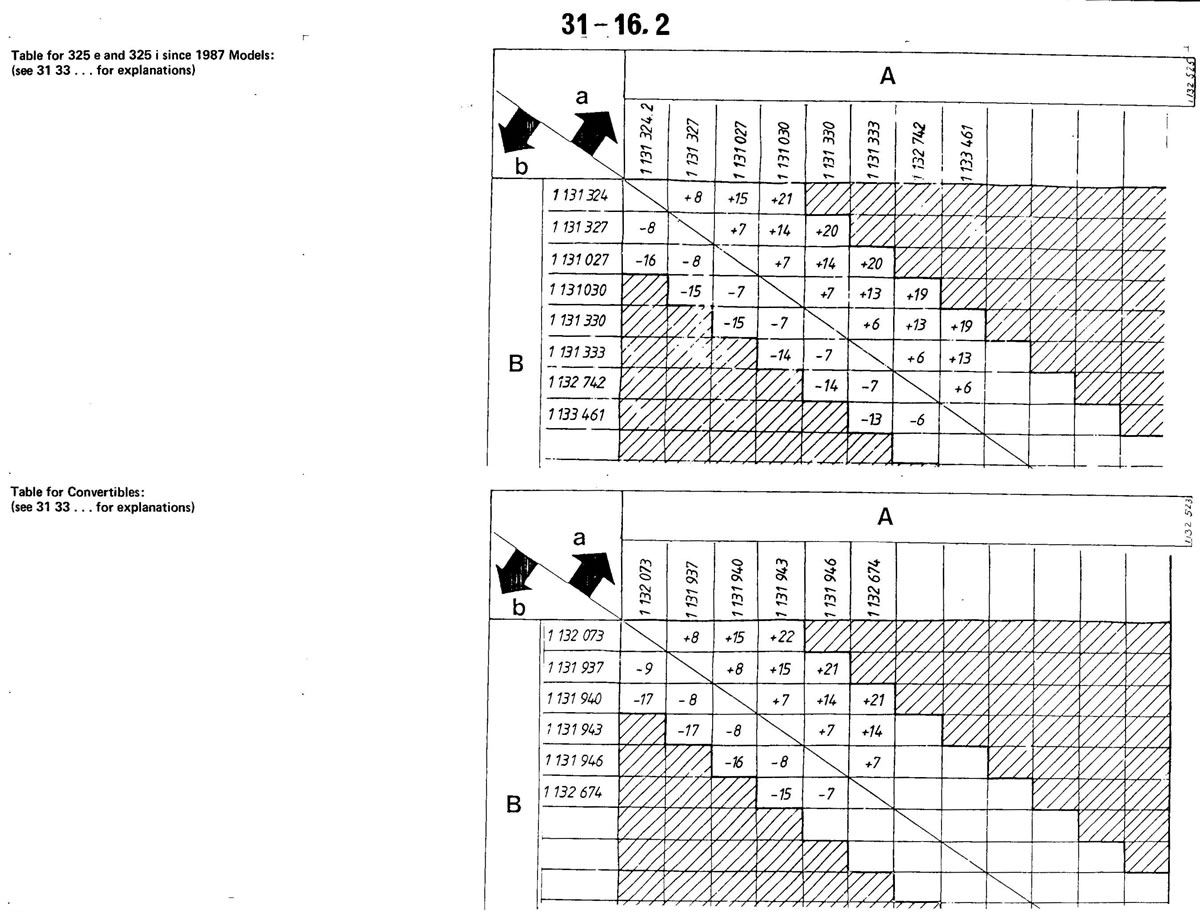 31-16.2
Table for 325 e and 325 i since 1987 Models:
(see 31 33 . . . for explanations)
A
1132 523
a
b
1 131 324.2 1 131 327 1 131 027 1 131 030 1 131 330 1 131 333 1 132 742 1 133 461
B
1 131 324 +8 +15 +21
1 131 327 -8 +7 +14 +20
1 131 027 -16 -8 +7 +14 +20
1 131 030 -15 -7 +7 +13 +19
1 131 330 -15 -7 +6 +13 +19
1 131 333 -14 -7 +6 +13
1 132 742 -14 -7 +6
1 133 461 -13 -6
Table for Convertibles:
(see 31 33 . . . for explanations)
A
1132 523
a
b
1 132 073 1 131 937 1 131 940 1 131 943 1 131 946 1 132 674
B
1 132 073 +8 +15 +22
1 131 937 -9 +8 +15 +21
1 131 940 -17 -8 +7 +14 +21
1 131 943 -17 -8 +7 +14
1 131 946 -16 -8 +7
1 132 674 -15 -7